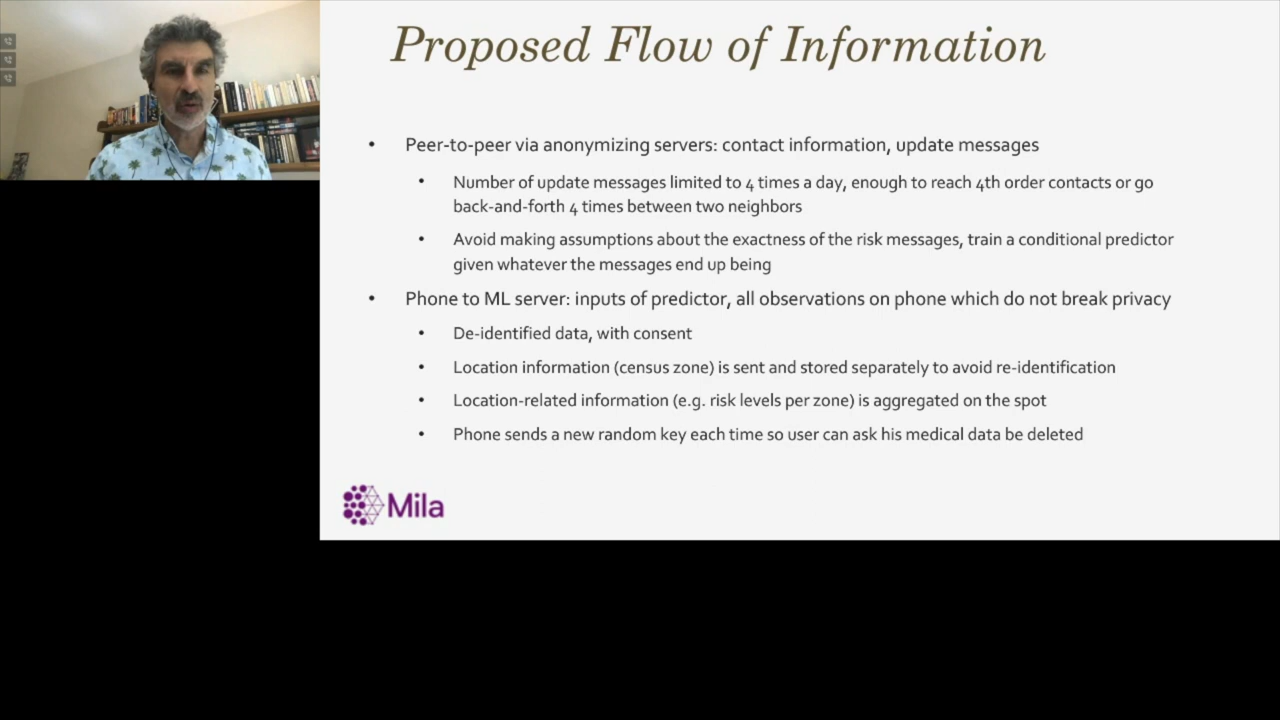 Proposed Flow of Information
• Peer-to-peer via anonymizing servers: contact information, update messages
• Number of update messages limited to 4 times a day, enough to reach 4th order contacts or go
back-and-forth 4 times between two neighbors
• Avoid making assumptions about the exactness of the risk messages, train a conditional predictor
given whatever the messages end up being
• Phone to ML server: inputs of predictor, all observations on phone which do not break privacy
• De-identified data, with consent
• Location information (census zone) is sent and stored separately to avoid re-identification
• Location-related information (e.g. risk levels per zone) is aggregated on the spot
• Phone sends a new random key each time so user can ask his medical data be deleted
Mila